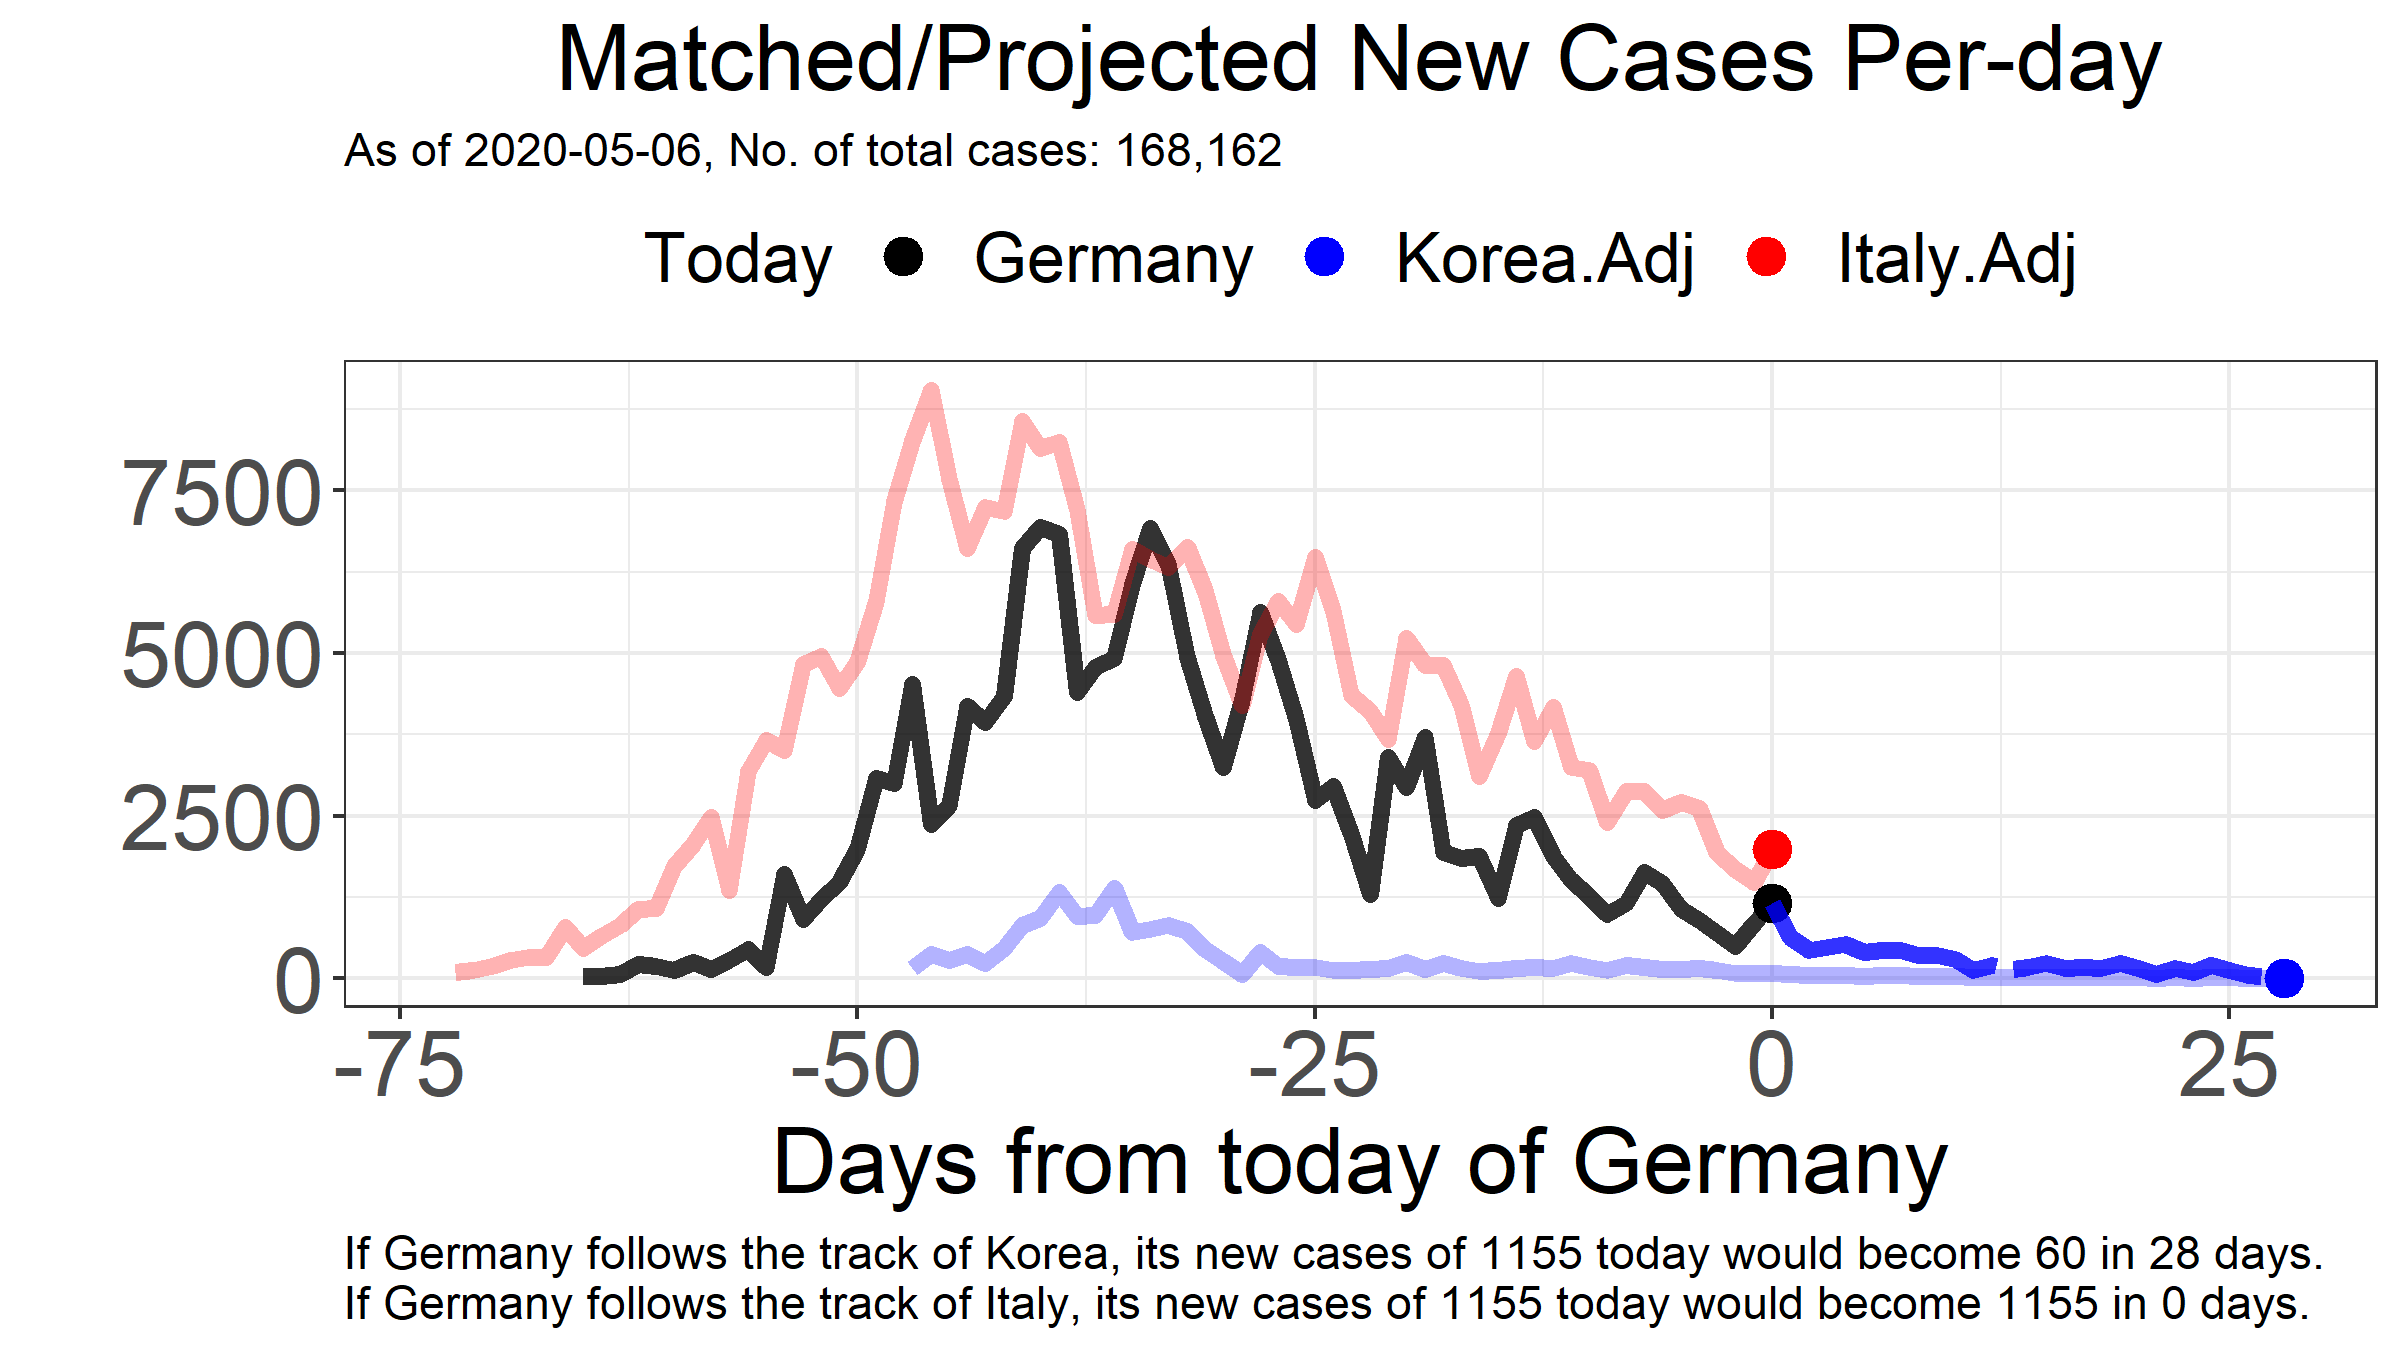 Matched/Projected New Cases Per-day
As of 2020-05-06, No. of total cases: 168,162
Today Germany Korea.Adj Italy.Adj
7500
5000
2500
0
-75 -50 -25 0 25
Days from today of Germany
If Germany follows the track of Korea, its new cases of 1155 today would become 60 in 28 days.
If Germany follows the track of Italy, its new cases of 1155 today would become 1155 in 0 days.